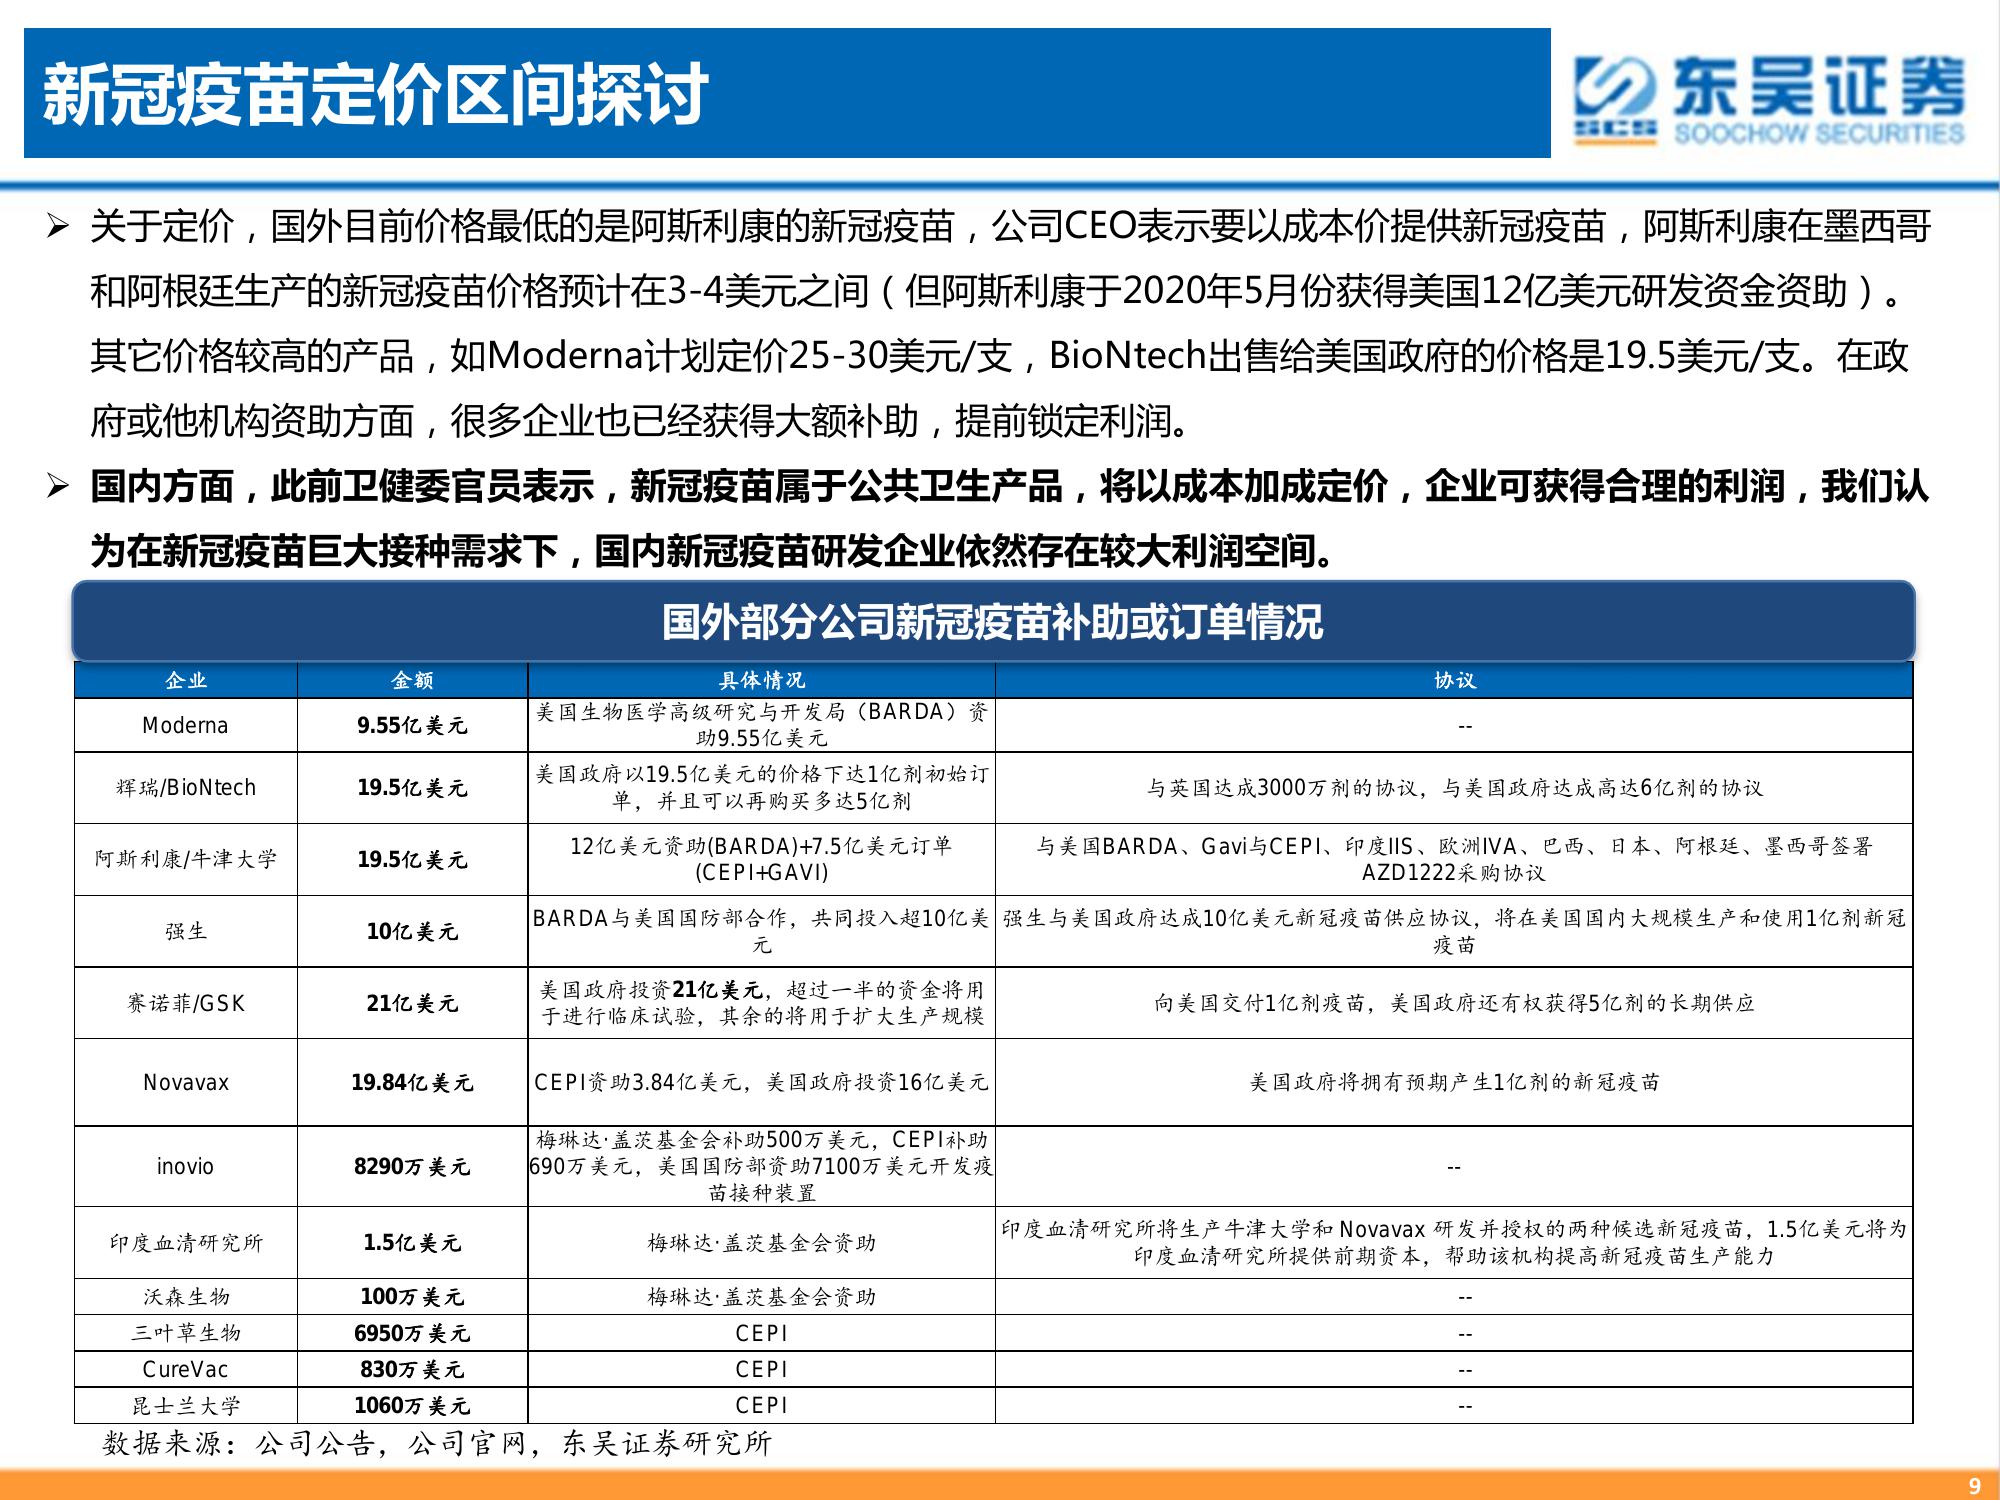 新冠疫苗定价区间探讨
SCS 东吴证券
SOOCHOW SECURITIES
➢ 关于定价，国外目前价格最低的是阿斯利康的新冠疫苗，公司CEO表示要以成本价提供新冠疫苗，阿斯利康在墨西哥
和阿根廷生产的新冠疫苗价格预计在3-4美元之间（但阿斯利康于2020年5月份获得美国12亿美元研发资金资助）。
其它价格较高的产品，如Moderna计划定价25-30美元/支，BioNtech出售给美国政府的价格是19.5美元/支。在政
府或他机构资助方面，很多企业也已经获得大额补助，提前锁定利润。
➢ 国内方面，此前卫健委官员表示，新冠疫苗属于公共卫生产品，将以成本加成定价，企业可获得合理的利润，我们认
为在新冠疫苗巨大接种需求下，国内新冠疫苗研发企业依然存在较大利润空间。
国外部分公司新冠疫苗补助或订单情况
企业 金额 具体情况 协议
Moderna 9.55亿美元 美国生物医学高级研究与开发局（BARDA）资
助9.55亿美元 --
辉瑞/BioNtech 19.5亿美元 美国政府以19.5亿美元的价格下达1亿剂初始订
单，并且可以再购买多达5亿剂 与英国达成3000万剂的协议，与美国政府达成高达6亿剂的协议
阿斯利康/牛津大学 19.5亿美元 12亿美元资助(BARDA)+7.5亿美元订单
(CEPI+GAVI) 与美国BARDA、Gavi与CEPI、印度IIS、欧洲IVA、巴西、日本、阿根廷、墨西哥签署
AZD1222采购协议
强生 10亿美元 BARDA与美国国防部合作，共同投入超10亿美
元 强生与美国政府达成10亿美元新冠疫苗供应协议，将在美国国内大规模生产和使用1亿剂新冠
疫苗
赛诺菲/GSK 21亿美元 美国政府投资21亿美元，超过一半的资金将用
于进行临床试验，其余的将用于扩大生产规模 向美国交付1亿剂疫苗，美国政府还有权获得5亿剂的长期供应
Novavax 19.84亿美元 CEPI资助3.84亿美元，美国政府投资16亿美元 美国政府将拥有预期产生1亿剂的新冠疫苗
inovio 8290万美元 梅琳达·盖茨基金会补助500万美元，CEPI补助
690万美元，美国国防部资助7100万美元开发疫
苗接种装置 --
印度血清研究所 1.5亿美元 梅琳达·盖茨基金会资助 印度血清研究所将生产牛津大学和 Novavax 研发并授权的两种候选新冠疫苗，1.5亿美元将为
印度血清研究所提供前期资本，帮助该机构提高新冠疫苗生产能力
沃森生物 100万美元 梅琳达·盖茨基金会资助 --
三叶草生物 6950万美元 CEPI --
CureVac 830万美元 CEPI --
昆士兰大学 1060万美元 CEPI --
数据来源：公司公告，公司官网，东吴证券研究所
9